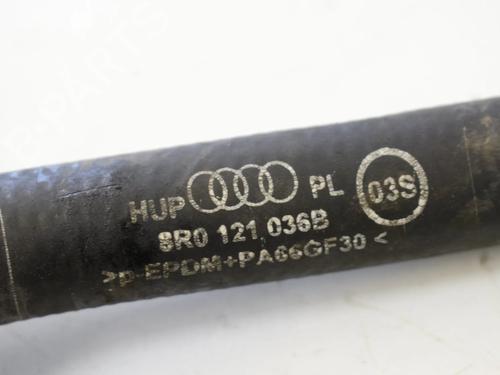 HUP PL 03S
8R0 121 036B
>p-EPDM+PA66GF30<